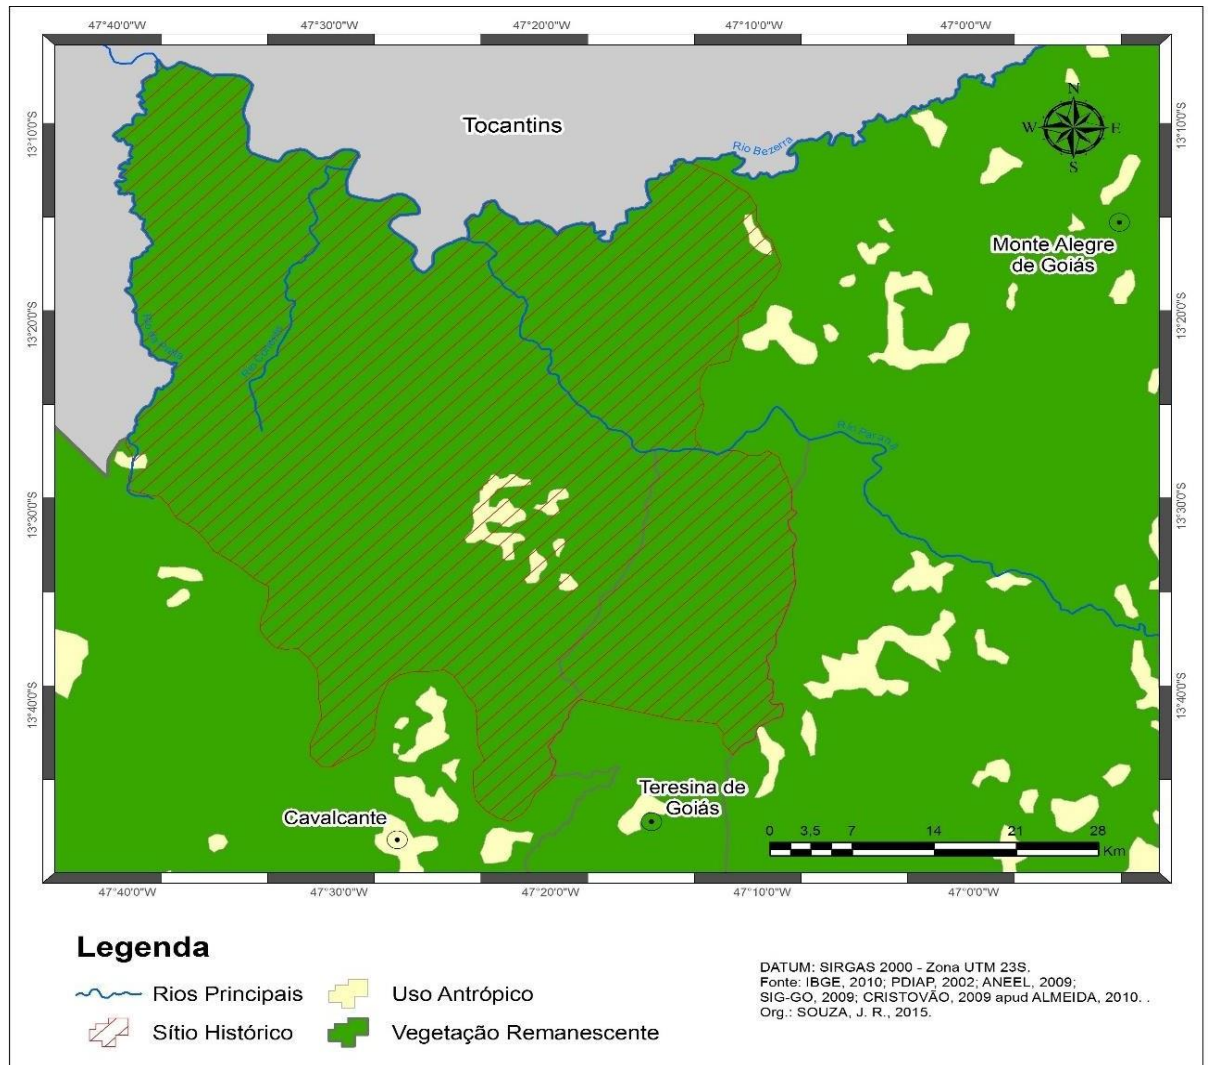 47°40'0"W
47°30'0"W
47°20'0"W
47°10'0"W
47°0'0"W
13°10'0"S
13°20'0"S
13°30'0"S
13°40'0"S
13°10'0"S
13°20'0"S
13°30'0"S
13°40'0"S
N
W
E
S
Tocantins
Rio Bezerra
Monte Alegre
de Goiás
Rio da Prata
Rio Paranã
Teresina de
Goiás
Cavalcante
0 3,5 7 14 21 28
Km
47°40'0"W
47°30'0"W
47°20'0"W
47°10'0"W
47°0'0"W
Legenda
Rios Principais
Uso Antrópico
Sítio Histórico
Vegetação Remanescente
DATUM: SIRGAS 2000 - Zona UTM 23S.
Fonte: IBGE, 2010; PDIAP, 2002; ANEEL, 2009;
SIG-GO, 2009; CRISTOVÃO, 2009 apud ALMEIDA, 2010. .
Org.: SOUZA, J. R., 2015.